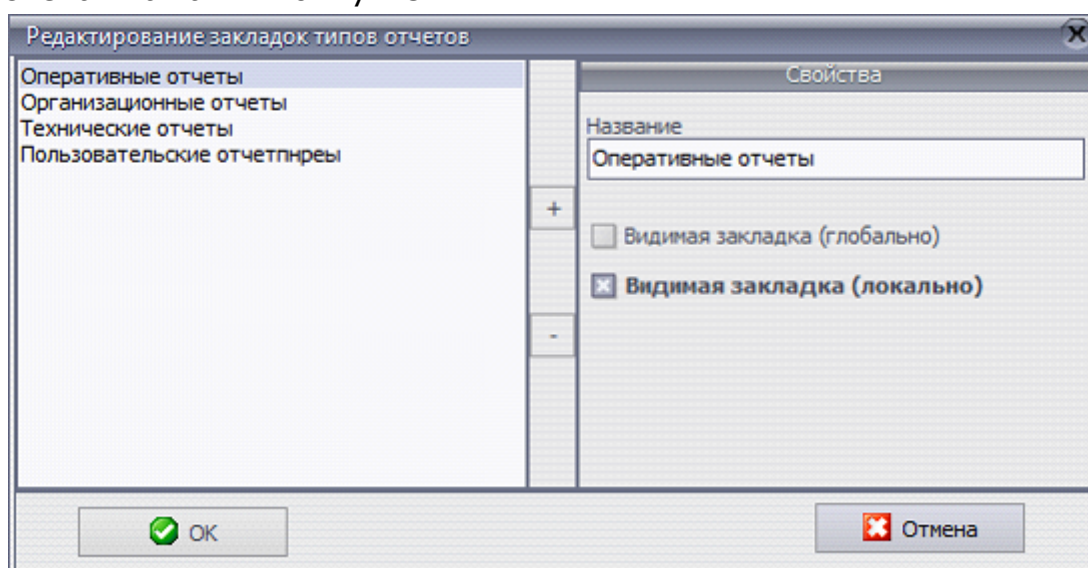 Редактирование закладок типов отчетов
Оперативные отчеты
Организационные отчеты
Технические отчеты
Пользовательские отчетпнреы
+
-
Свойства
Название
Оперативные отчеты
Видимая закладка (глобально)
Видимая закладка (локально)
OK
Отмена